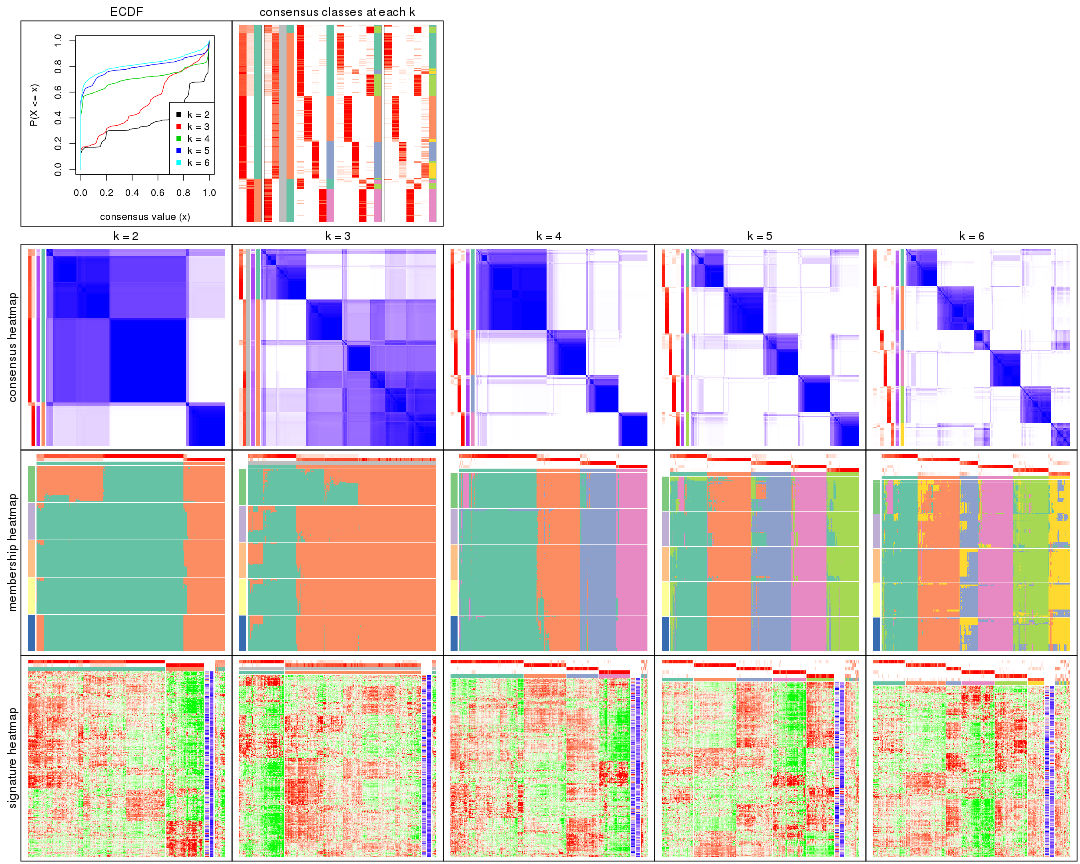 ECDF
consensus classes at each k
P(X <= x)
0.0 0.2 0.4 0.6 0.8 1.0
k = 2
k = 3
k = 4
k = 5
k = 6
0.0 0.2 0.4 0.6 0.8 1.0
consensus value (x)
k = 2
k = 3
k = 4
k = 5
k = 6
consensus heatmap
membership heatmap
signature heatmap